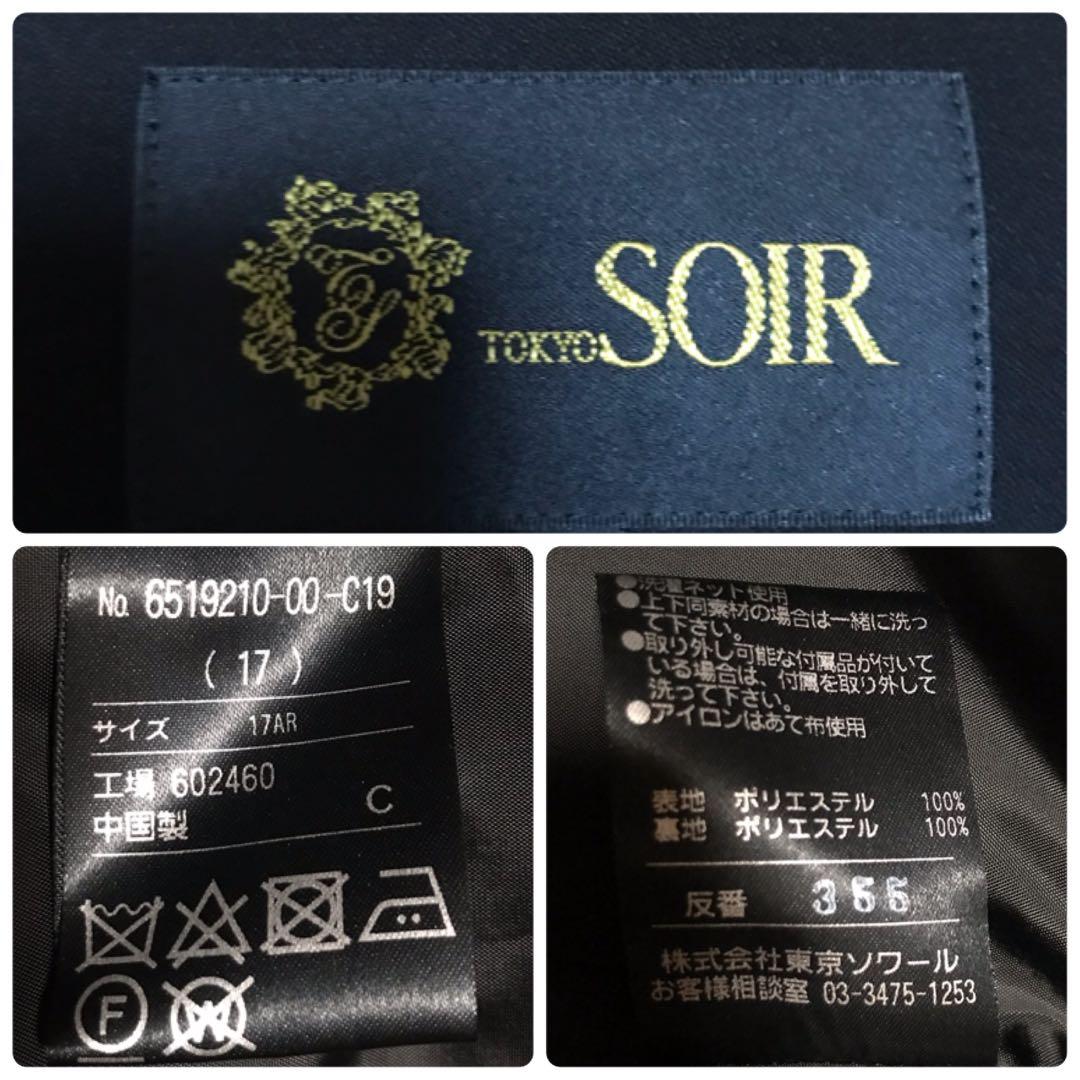 TS
TOKYO SOIR
No. 6519210-00-C19
( 17 )
サイズ 17AR
工場 602460
中国製 C
F
W
●洗濯ネット使用
●上下同素材の場合は一緒に洗っ
て下さい。
●取り外し可能な付属品が付いて
いる場合は、付属を取り外して
洗って下さい。
●アイロンはあて布使用
表地 ポリエステル 100%
裏地 ポリエステル 100%
反番 355
株式会社東京ソワール
お客様相談室 03-3475-1253